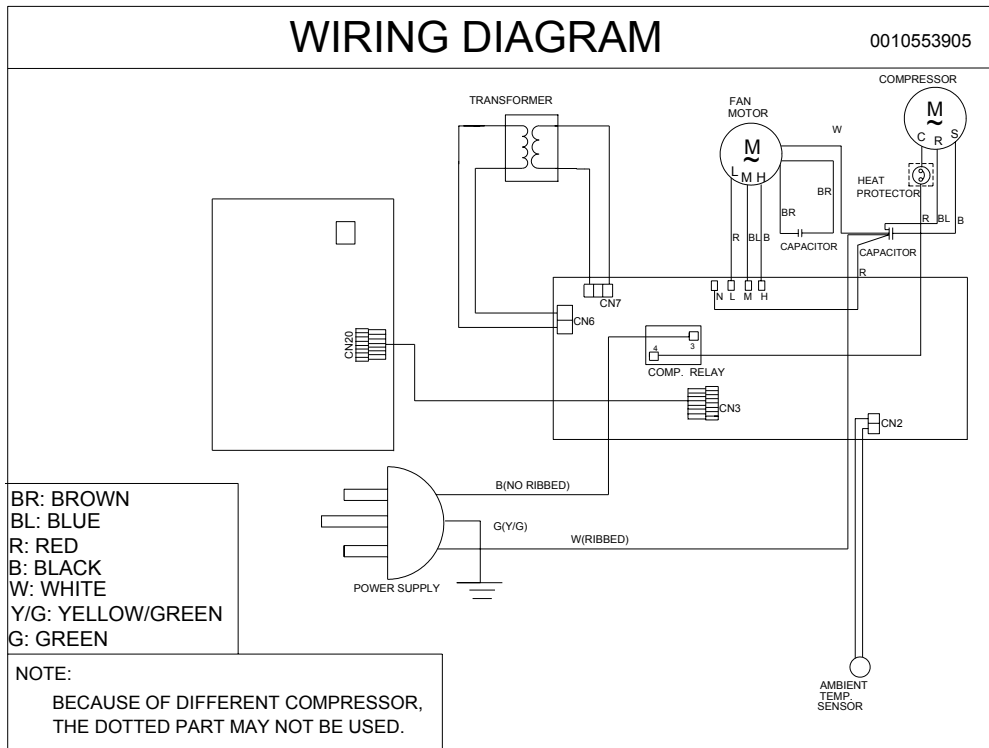 WIRING DIAGRAM
0010553905
COMPRESSOR
TRANSFORMER
FAN
MOTOR
M
~
M
~
W
C R S
L M H
HEAT
PROTECTOR
BR
BR
R BL B
R BL B
CAPACITOR
CAPACITOR
R
N L M H
CN7
CN6
CN20
3
4
COMP. RELAY
CN3
CN2
B(NO RIBBED)
G(Y/G)
W(RIBBED)
POWER SUPPLY
BR: BROWN
BL: BLUE
R: RED
B: BLACK
W: WHITE
Y/G: YELLOW/GREEN
G: GREEN
AMBIENT
TEMP.
SENSOR
NOTE:
BECAUSE OF DIFFERENT COMPRESSOR,
THE DOTTED PART MAY NOT BE USED.